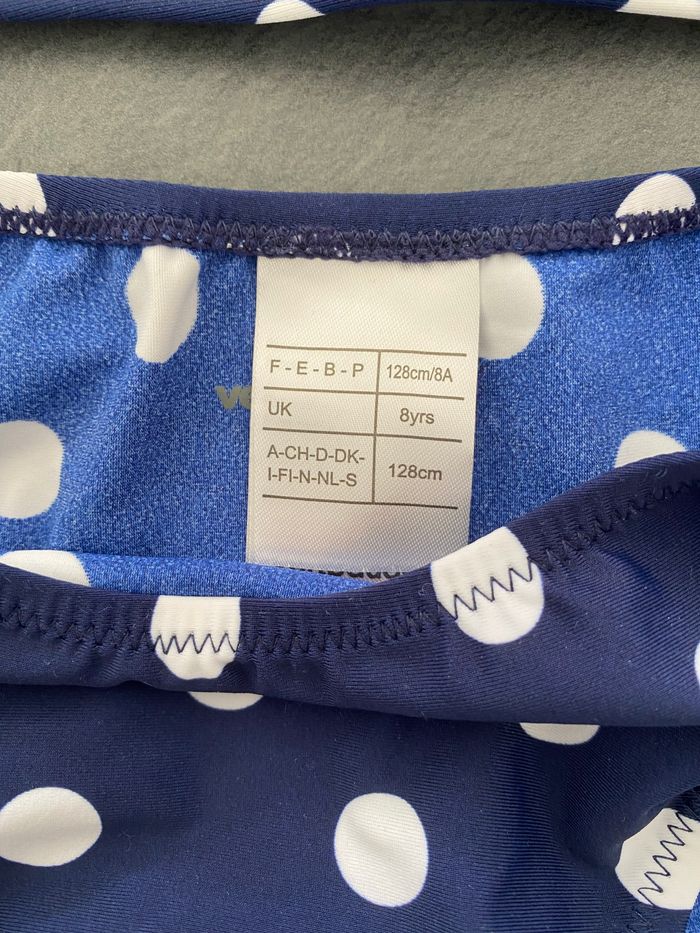 F - E - B - P 128cm/8A
UK 8yrs
A-CH-D-DK-
I-FI-N-NL-S 128cm